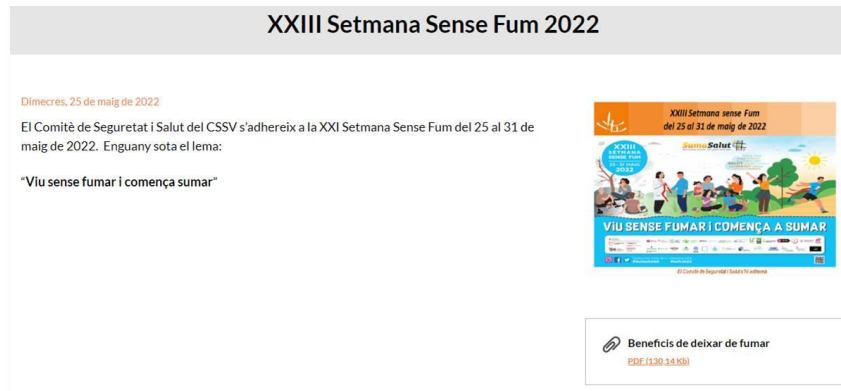 XXIII Setmana Sense Fum 2022
Dimecres, 25 de maig de 2022
El Comitè de Seguretat i Salut del CSSV s'adhereix a la XXI Setmana Sense Fum del 25 al 31 de
maig de 2022. Enguany sota el lema:
"Viu sense fumar i comença sumar"
XXIII Setmana sense Fum
del 25 al 31 de maig de 2022
XXIII
SETMANA
SENSE FUM
25-31 MAIG
2022
SumaSalut
VIU SENSE FUMAR I COMENÇA A SUMAR
El Comitè de Seguretat i Salut s'hi adhereix
Beneficis de deixar de fumar
PDF (130,14 Kb)